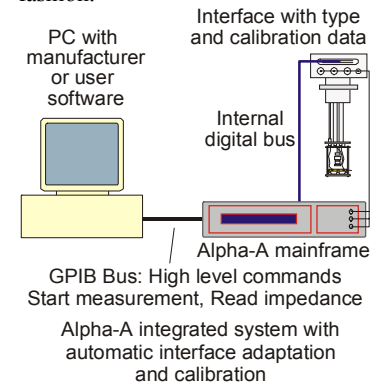 Interface with type
and calibration data
PC with
manufacturer
or user
software
Internal
digital bus
Alpha-A mainframe
GPIB Bus: High level commands
Start measurement, Read impedance
Alpha-A integrated system with
automatic interface adaptation
and calibration